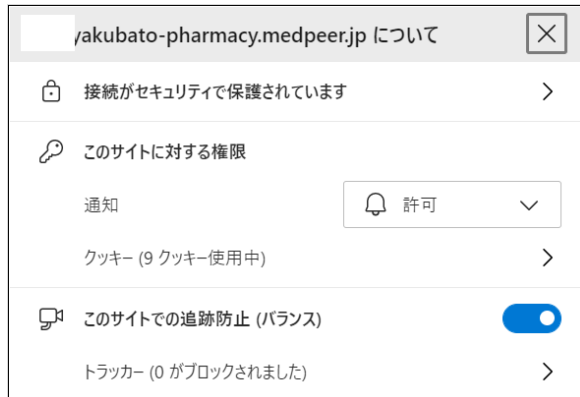 yakubato-pharmacy.medpeer.jp について
接続がセキュリティで保護されています
このサイトに対する権限
通知
許可
クッキー (9 クッキー使用中)
このサイトでの追跡防止 (バランス)
トラッカー (0 がブロックされました)